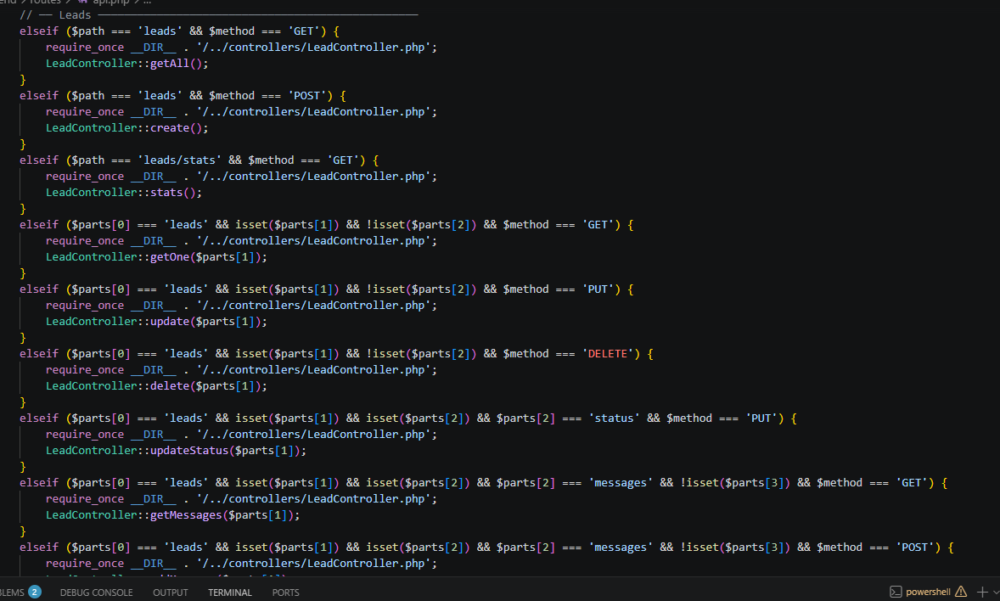 routes > api.php > ...
// — Leads ————————————————————————
elseif ($path === 'leads' && $method === 'GET') {
    require_once __DIR__ . '/../controllers/LeadController.php';
    LeadController::getAll();
}
elseif ($path === 'leads' && $method === 'POST') {
    require_once __DIR__ . '/../controllers/LeadController.php';
    LeadController::create();
}
elseif ($path === 'leads/stats' && $method === 'GET') {
    require_once __DIR__ . '/../controllers/LeadController.php';
    LeadController::stats();
}
elseif ($parts[0] === 'leads' && isset($parts[1]) && !isset($parts[2]) && $method === 'GET') {
    require_once __DIR__ . '/../controllers/LeadController.php';
    LeadController::getOne($parts[1]);
}
elseif ($parts[0] === 'leads' && isset($parts[1]) && !isset($parts[2]) && $method === 'PUT') {
    require_once __DIR__ . '/../controllers/LeadController.php';
    LeadController::update($parts[1]);
}
elseif ($parts[0] === 'leads' && isset($parts[1]) && !isset($parts[2]) && $method === 'DELETE') {
    require_once __DIR__ . '/../controllers/LeadController.php';
    LeadController::delete($parts[1]);
}
elseif ($parts[0] === 'leads' && isset($parts[1]) && isset($parts[2]) && $parts[2] === 'status' && $method === 'PUT') {
    require_once __DIR__ . '/../controllers/LeadController.php';
    LeadController::updateStatus($parts[1]);
}
elseif ($parts[0] === 'leads' && isset($parts[1]) && isset($parts[2]) && $parts[2] === 'messages' && !isset($parts[3]) && $method === 'GET') {
    require_once __DIR__ . '/../controllers/LeadController.php';
    LeadController::getMessages($parts[1]);
}
elseif ($parts[0] === 'leads' && isset($parts[1]) && isset($parts[2]) && $parts[2] === 'messages' && !isset($parts[3]) && $method === 'POST') {
    require_once __DIR__ . '/../controllers/LeadController.php';
BLEMS 2 DEBUG CONSOLE OUTPUT TERMINAL PORTS powershell